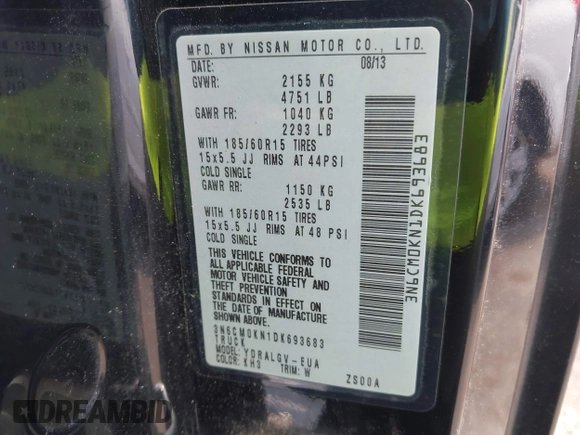 MFD. BY NISSAN MOTOR CO., LTD.
DATE: 08/13
GVWR: 2155 KG
4751 LB
GAWR FR: 1040 KG
2293 LB
WITH 185/60R15 TIRES
15x5.5 JJ RIMS AT 44PSI
COLD SINGLE
GAWR RR: 1150 KG
2535 LB
WITH 185/60R15 TIRES
15x5.5 JJ RIMS AT 48 PSI
COLD SINGLE
THIS VEHICLE CONFORMS TO
ALL APPLICABLE FEDERAL
MOTOR VEHICLE SAFETY AND
THEFT PREVENTION
STANDARDS IN EFFECT ON
THE DATE OF MANUFACTURE
SHOWN ABOVE.
3N6CM0KN1DK693683
TRUCK
MODEL: YDRALGV-EUA
COLOR: KH3 TRIM: W
ZS00A
3N6CM0KN1DK693683
DREAMBID